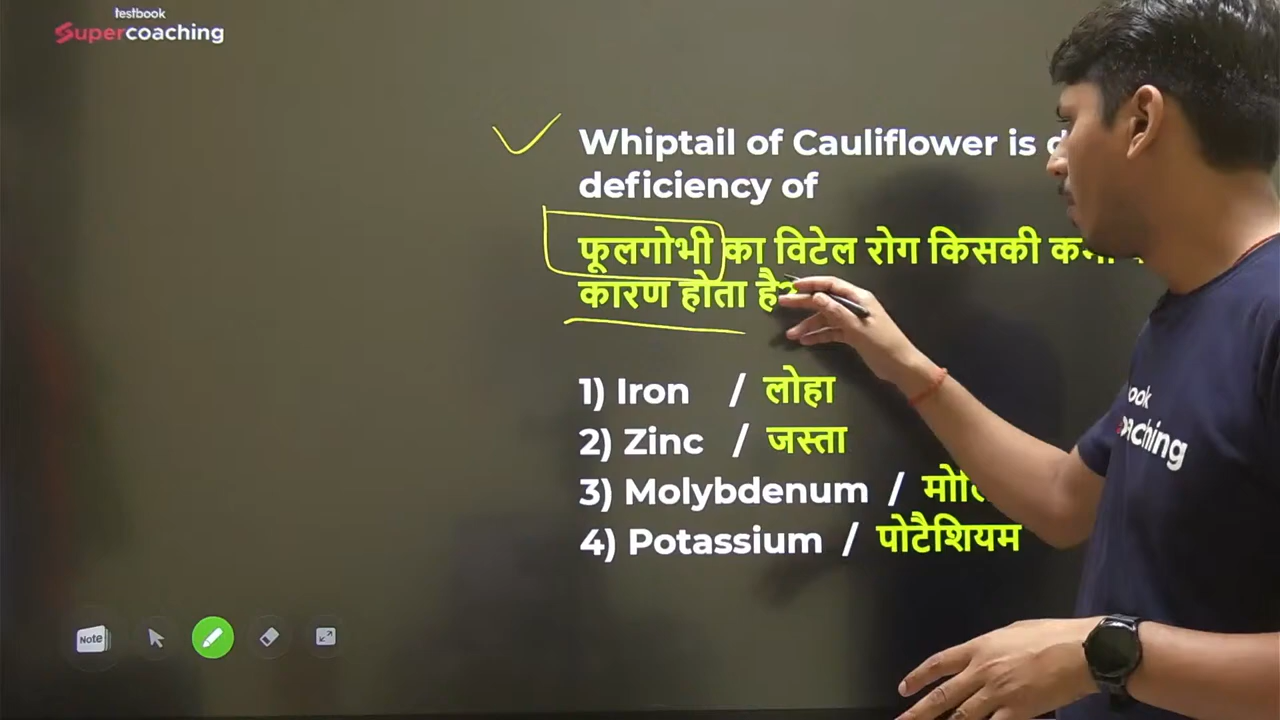 testbook
Supercoaching
Whiptail of Cauliflower is
deficiency of
फूलगोभी का विटेल रोग किसकी
कारण होता है
1) Iron / लोहा
2) Zinc / जस्ता
3) Molybdenum /
4) Potassium / पोटैशियम
Note